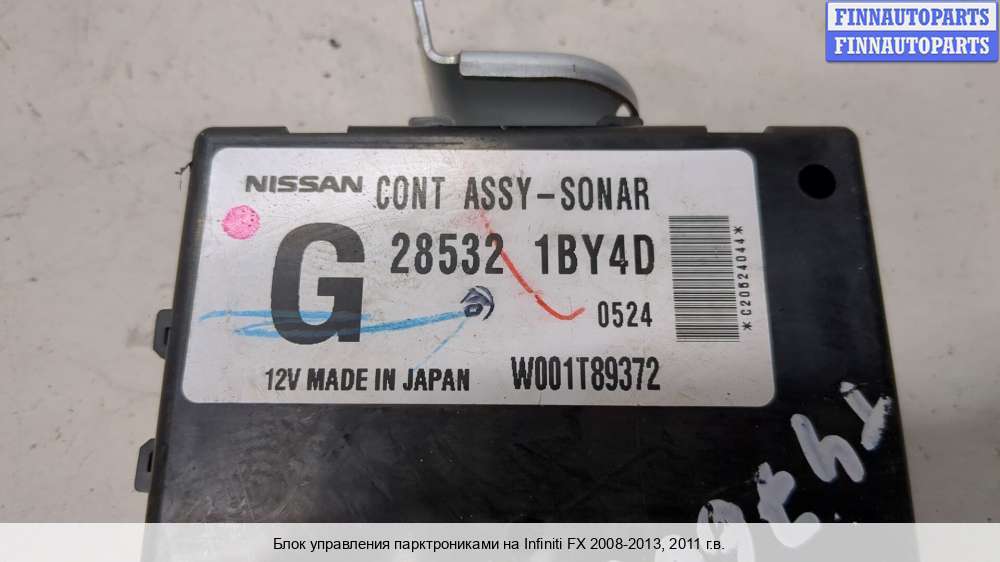 FINNAUTOPARTS
FINNAUTOPARTS
NISSAN CONT ASSY-SONAR
G 28532 1BY4D
0524
12V MADE IN JAPAN W001T89372
*C20524044*
Блок управления парктрониками на Infiniti FX 2008-2013, 2011 г.в.